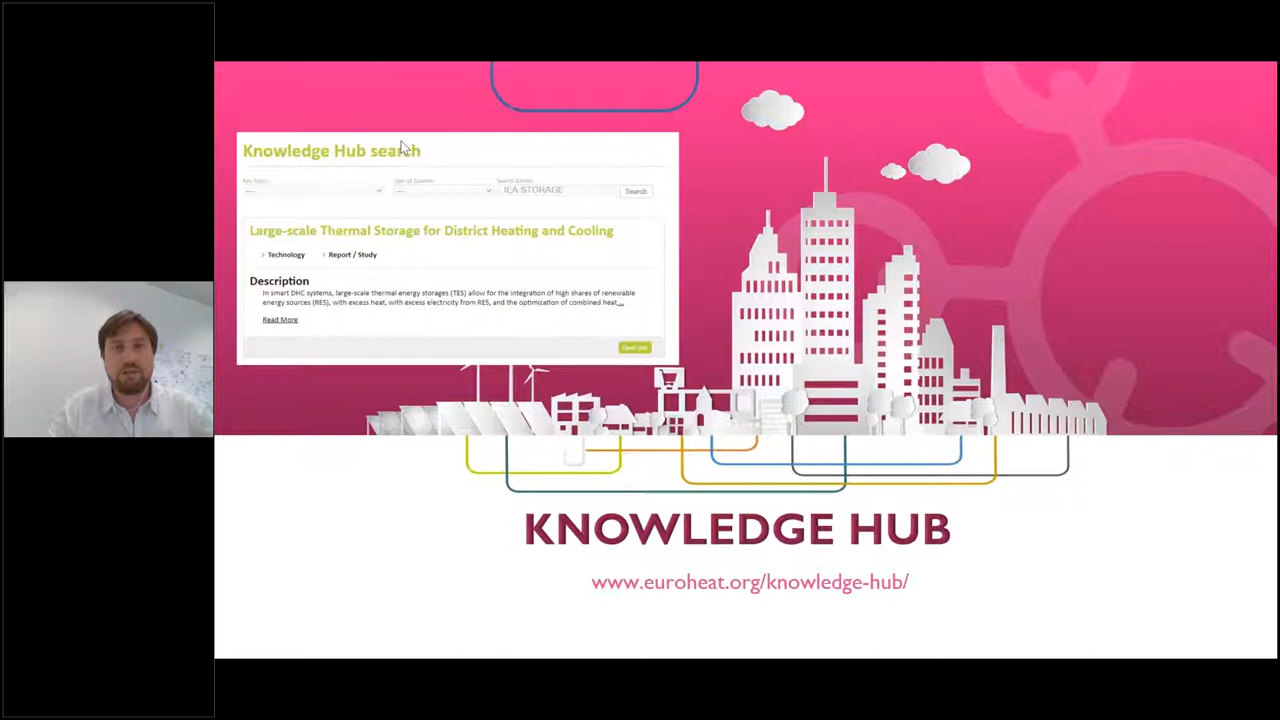 Knowledge Hub search
Search
IEA STORAGE
Search
Large-scale Thermal Storage for District Heating and Cooling
Technology
Report / Study
Description
In smart DHC systems, large-scale thermal energy storages (TES) allow for the integration of high shares of renewable
energy sources (RES), with excess heat, with excess electricity from RES, and the optimization of combined heat...
Read More
Open Link
KNOWLEDGE HUB
www.euroheat.org/knowledge-hub/